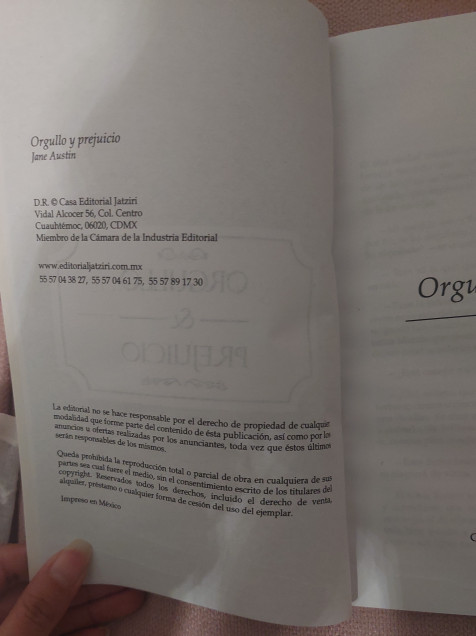 Orgullo y prejuicio
Jane Austin
D.R. © Casa Editorial Jatziri
Vidal Alcocer 56, Col. Centro
Cuauhtémoc, 06020, CDMX
Miembro de la Cámara de la Industria Editorial
www.editorialjatziri.com.mx
55 57 04 38 27, 55 57 04 61 75, 55 57 89 17 30
ORGULLO
&
PREJUICIO
La editorial no se hace responsable por el derecho de propiedad de cualquier
modalidad que forme parte del contenido de ésta publicación, así como por los
anuncios u ofertas realizadas por los anunciantes, toda vez que éstos últimos
serán responsables de los mismos.
Queda prohibida la reproducción total o parcial de obra en cualquiera de sus
partes sea cual fuere el medio, sin el consentimiento escrito de los titulares del
copyright. Reservados todos los derechos, incluido el derecho de venta,
alquiler, préstamo o cualquier forma de cesión del uso del ejemplar.
Impreso en México
Orgu